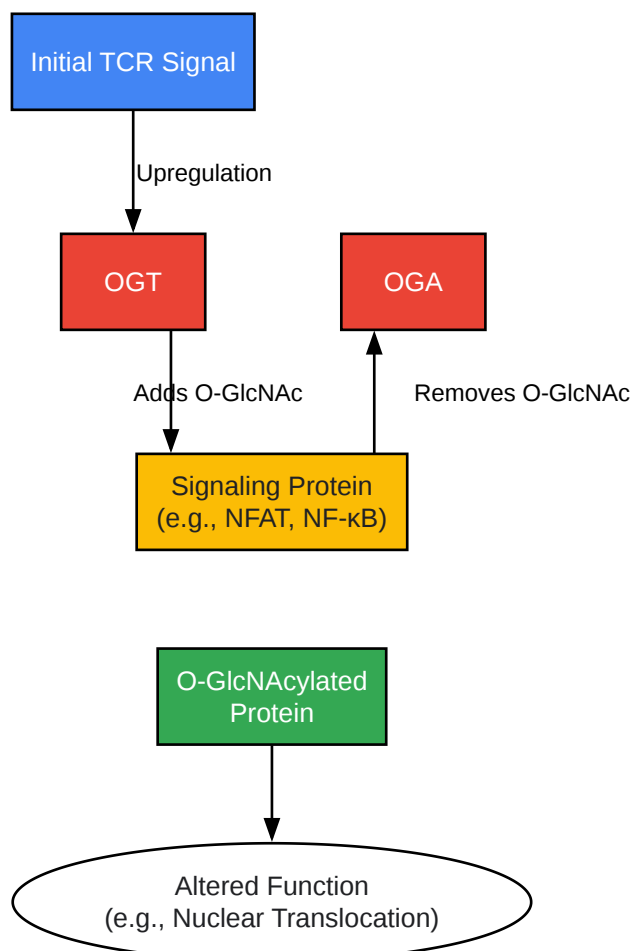 Initial TCR Signal
Upregulation
OGT
OGA
Adds O-GlcNAc
Removes O-GlcNAc
Signaling Protein
(e.g., NFAT, NF-κB)
O-GlcNAcylated
Protein
Altered Function
(e.g., Nuclear Translocation)